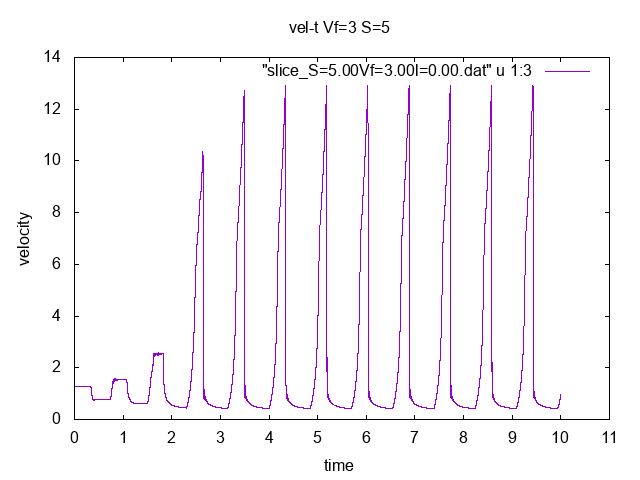 vel-t Vf=3 S=5
"slice_S=5.00Vf=3.00I=0.00.dat" u 1:3
14
12
10
8
6
4
2
0
velocity
0 1 2 3 4 5 6 7 8 9 10 11
time